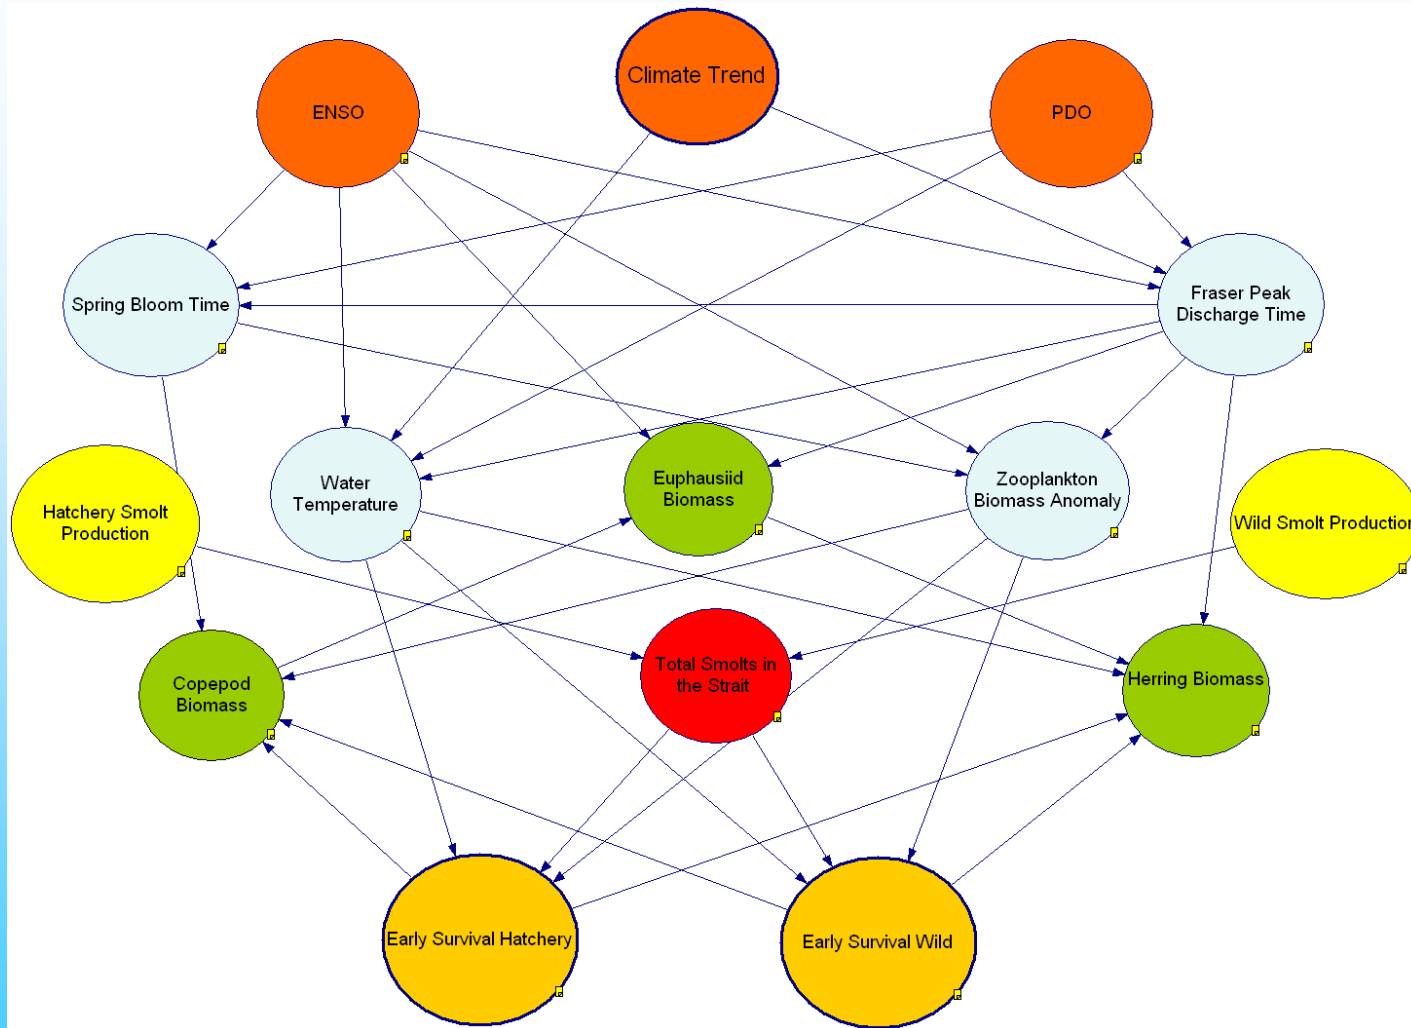 Climate Trend
ENSO
PDO
Spring Bloom Time
Fraser Peak
Discharge Time
Water
Temperature
Euphausiid
Biomass
Zooplankton
Biomass Anomaly
Hatchery Smolt
Production
Wild Smolt Production
Copepod
Biomass
Total Smolts in
the Strait
Herring Biomass
Early Survival Hatchery
Early Survival Wild